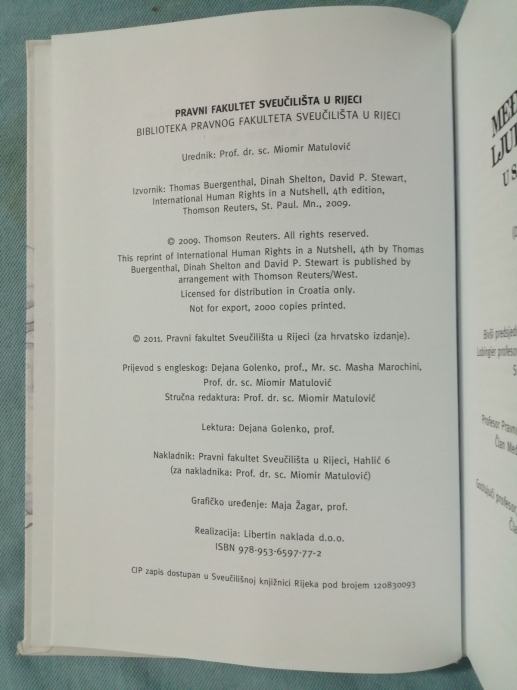 PRAVNI FAKULTET SVEUČILIŠTA U RIJECI
BIBLIOTEKA PRAVNOG FAKULTETA SVEUČILIŠTA U RIJECI
Urednik: Prof. dr. sc. Miomir Matulović
Izvornik: Thomas Buergenthal, Dinah Shelton, David P. Stewart,
International Human Rights in a Nutshell, 4th edition,
Thomson Reuters, St. Paul. Mn., 2009.
© 2009. Thomson Reuters. All rights reserved.
This reprint of International Human Rights in a Nutshell, 4th by Thomas
Buergenthal, Dinah Shelton and David P. Stewart is published by
arrangement with Thomson Reuters/West.
Licensed for distribution in Croatia only.
Not for export, 2000 copies printed.
© 2011. Pravni fakultet Sveučilišta u Rijeci (za hrvatsko izdanje).
Prijevod s engleskog: Dejana Golenko, prof., Mr. sc. Masha Marochini,
Prof. dr. sc. Miomir Matulović
Stručna redaktura: Prof. dr. sc. Miomir Matulović
Lektura: Dejana Golenko, prof.
Nakladnik: Pravni fakultet Sveučilišta u Rijeci, Hahlić 6
(za nakladnika: Prof. dr. sc. Miomir Matulović)
Grafičko uređenje: Maja Žagar, prof.
Realizacija: Libertin naklada d.o.o.
ISBN 978-953-6597-77-2
CIP zapis dostupan u Sveučilišnoj knjižnici Rijeka pod brojem 120830093
U
Bivši
Lobingier
Profesor
Član
Gostujući